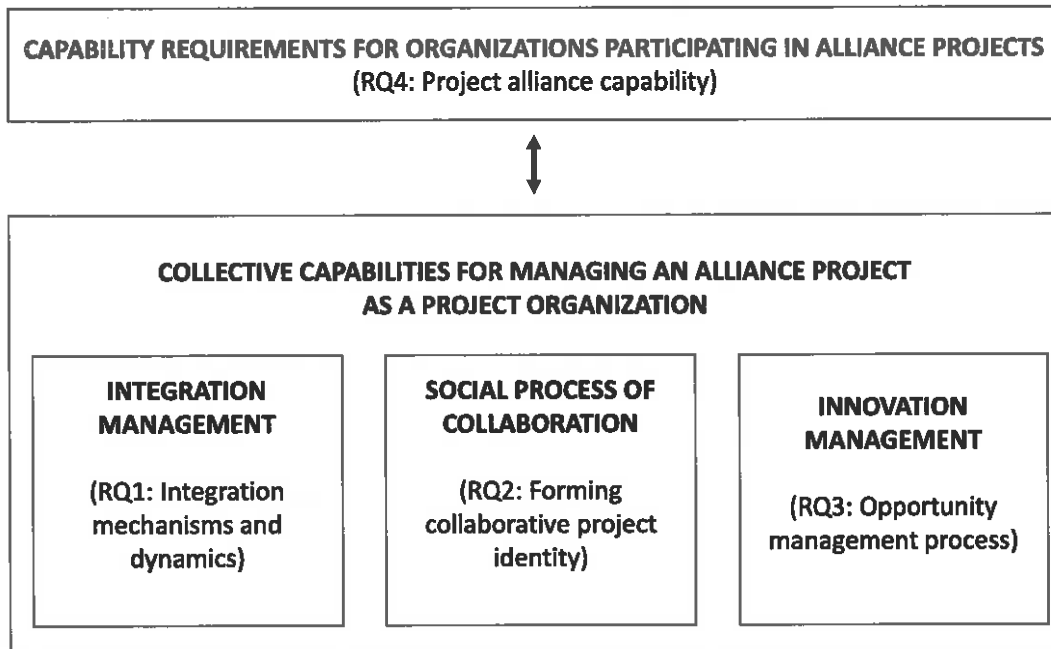 CAPABILITY REQUIREMENTS FOR ORGANIZATIONS PARTICIPATING IN ALLIANCE PROJECTS
(RQ4: Project alliance capability)
COLLECTIVE CAPABILITIES FOR MANAGING AN ALLIANCE PROJECT
AS A PROJECT ORGANIZATION
INTEGRATION
MANAGEMENT
(RQ1: Integration
mechanisms and
dynamics)
SOCIAL PROCESS OF
COLLABORATION
(RQ2: Forming
collaborative project
identity)
INNOVATION
MANAGEMENT
(RQ3: Opportunity
management process)